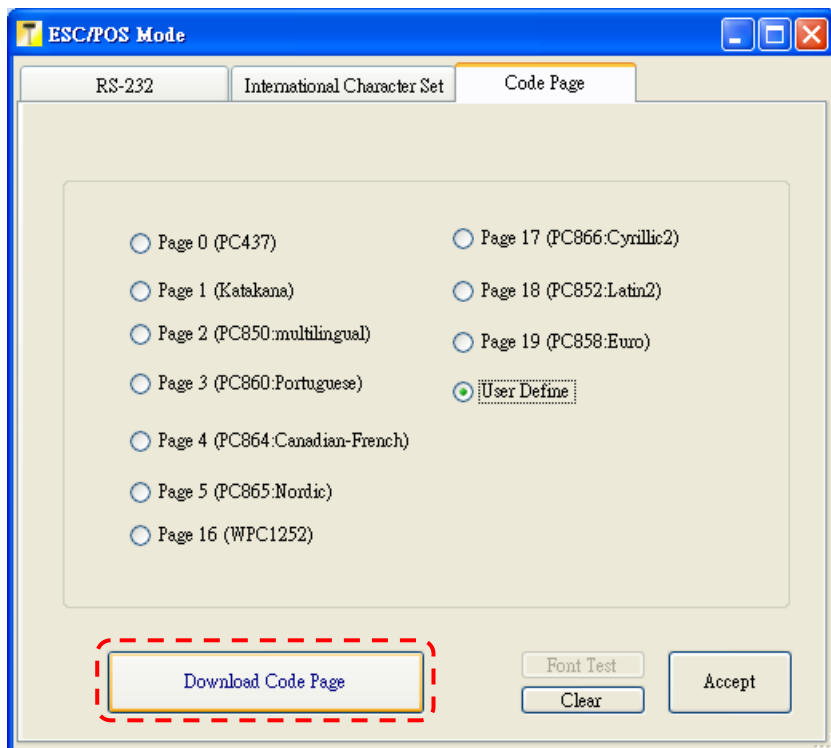 ESC/POS Mode
RS-232
International Character Set
Code Page
Page 0 (PC437)
Page 1 (Katakana)
Page 2 (PC850:multilingual)
Page 3 (PC860:Portuguese)
Page 4 (PC864:Canadian-French)
Page 5 (PC865:Nordic)
Page 16 (WPC1252)
Page 17 (PC866:Cyrillic2)
Page 18 (PC852:Latin2)
Page 19 (PC858:Euro)
User Define
Download Code Page
Font Test
Clear
Accept